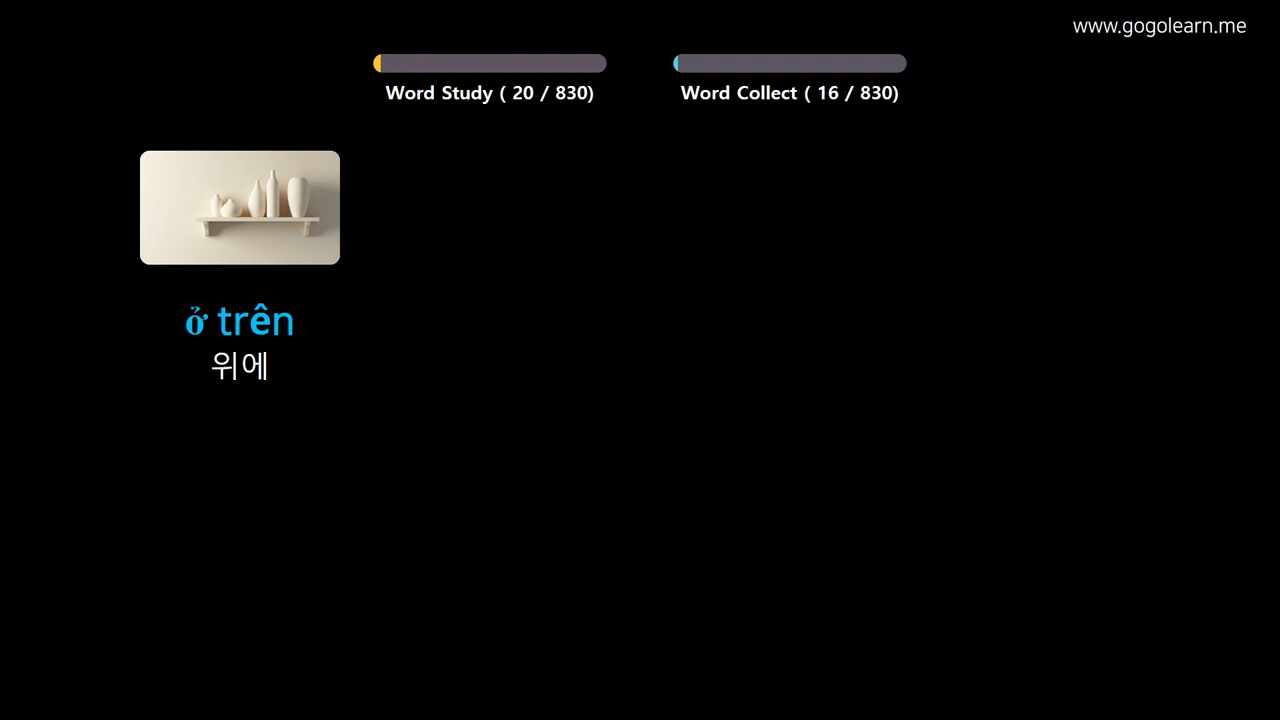 www.gogolearn.me
Word Study ( 20 / 830)
Word Collect ( 16 / 830)
ở trên
위에